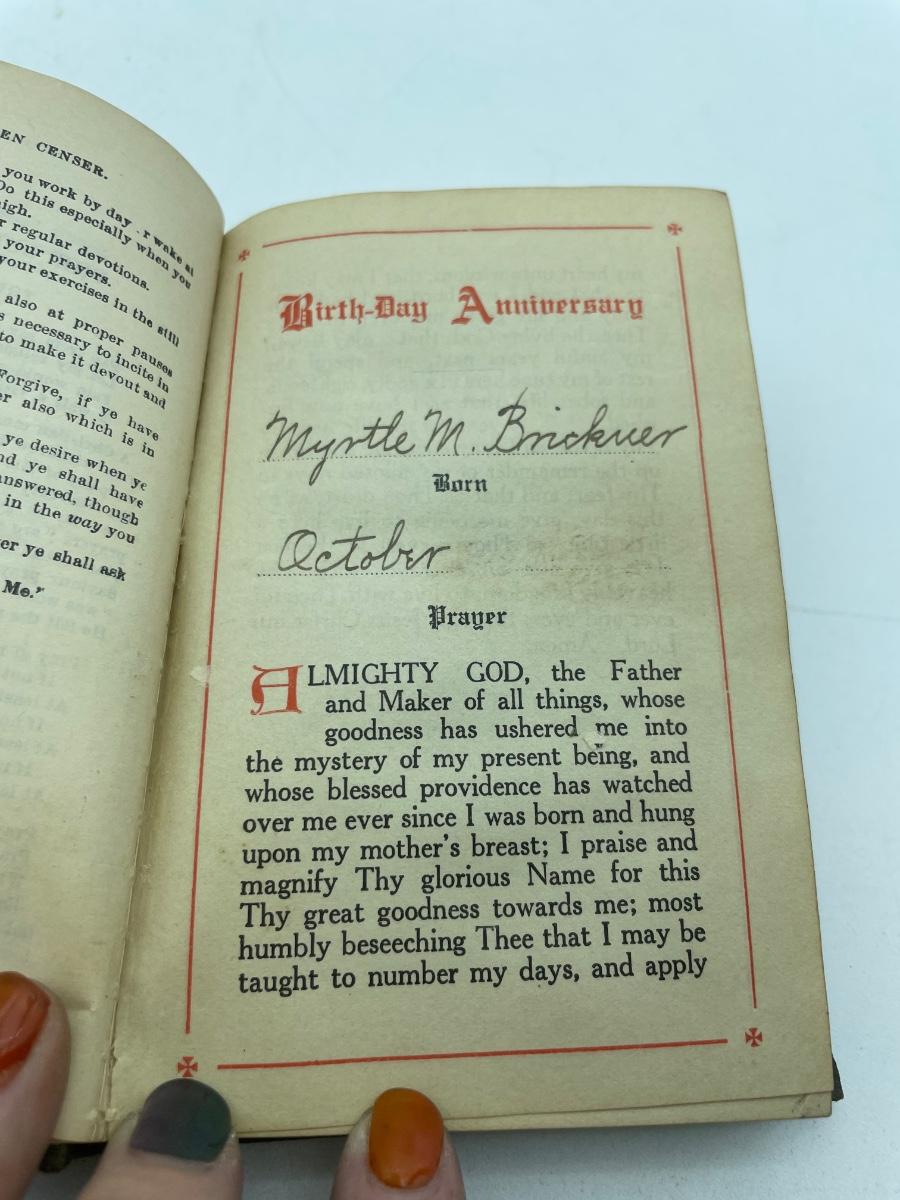 EN CENSER.
you work by day or wake at
Do this especially when you
igh.
r regular devotions.
your prayers.
your exercises in the still
also at proper pauses
s necessary to incite in
to make it devout and
Forgive, if ye have
er also which is in
ye desire when ye
nd ye shall have
answered, though
in the way you
er ye shall ask
Me."
Birth-Day Anniversary
Myrtle M. Brickner
Born
October
Prayer
ALMIGHTY GOD, the Father
and Maker of all things, whose
goodness has ushered me into
the mystery of my present being, and
whose blessed providence has watched
over me ever since I was born and hung
upon my mother's breast; I praise and
magnify Thy glorious Name for this
Thy great goodness towards me; most
humbly beseeching Thee that I may be
taught to number my days, and apply